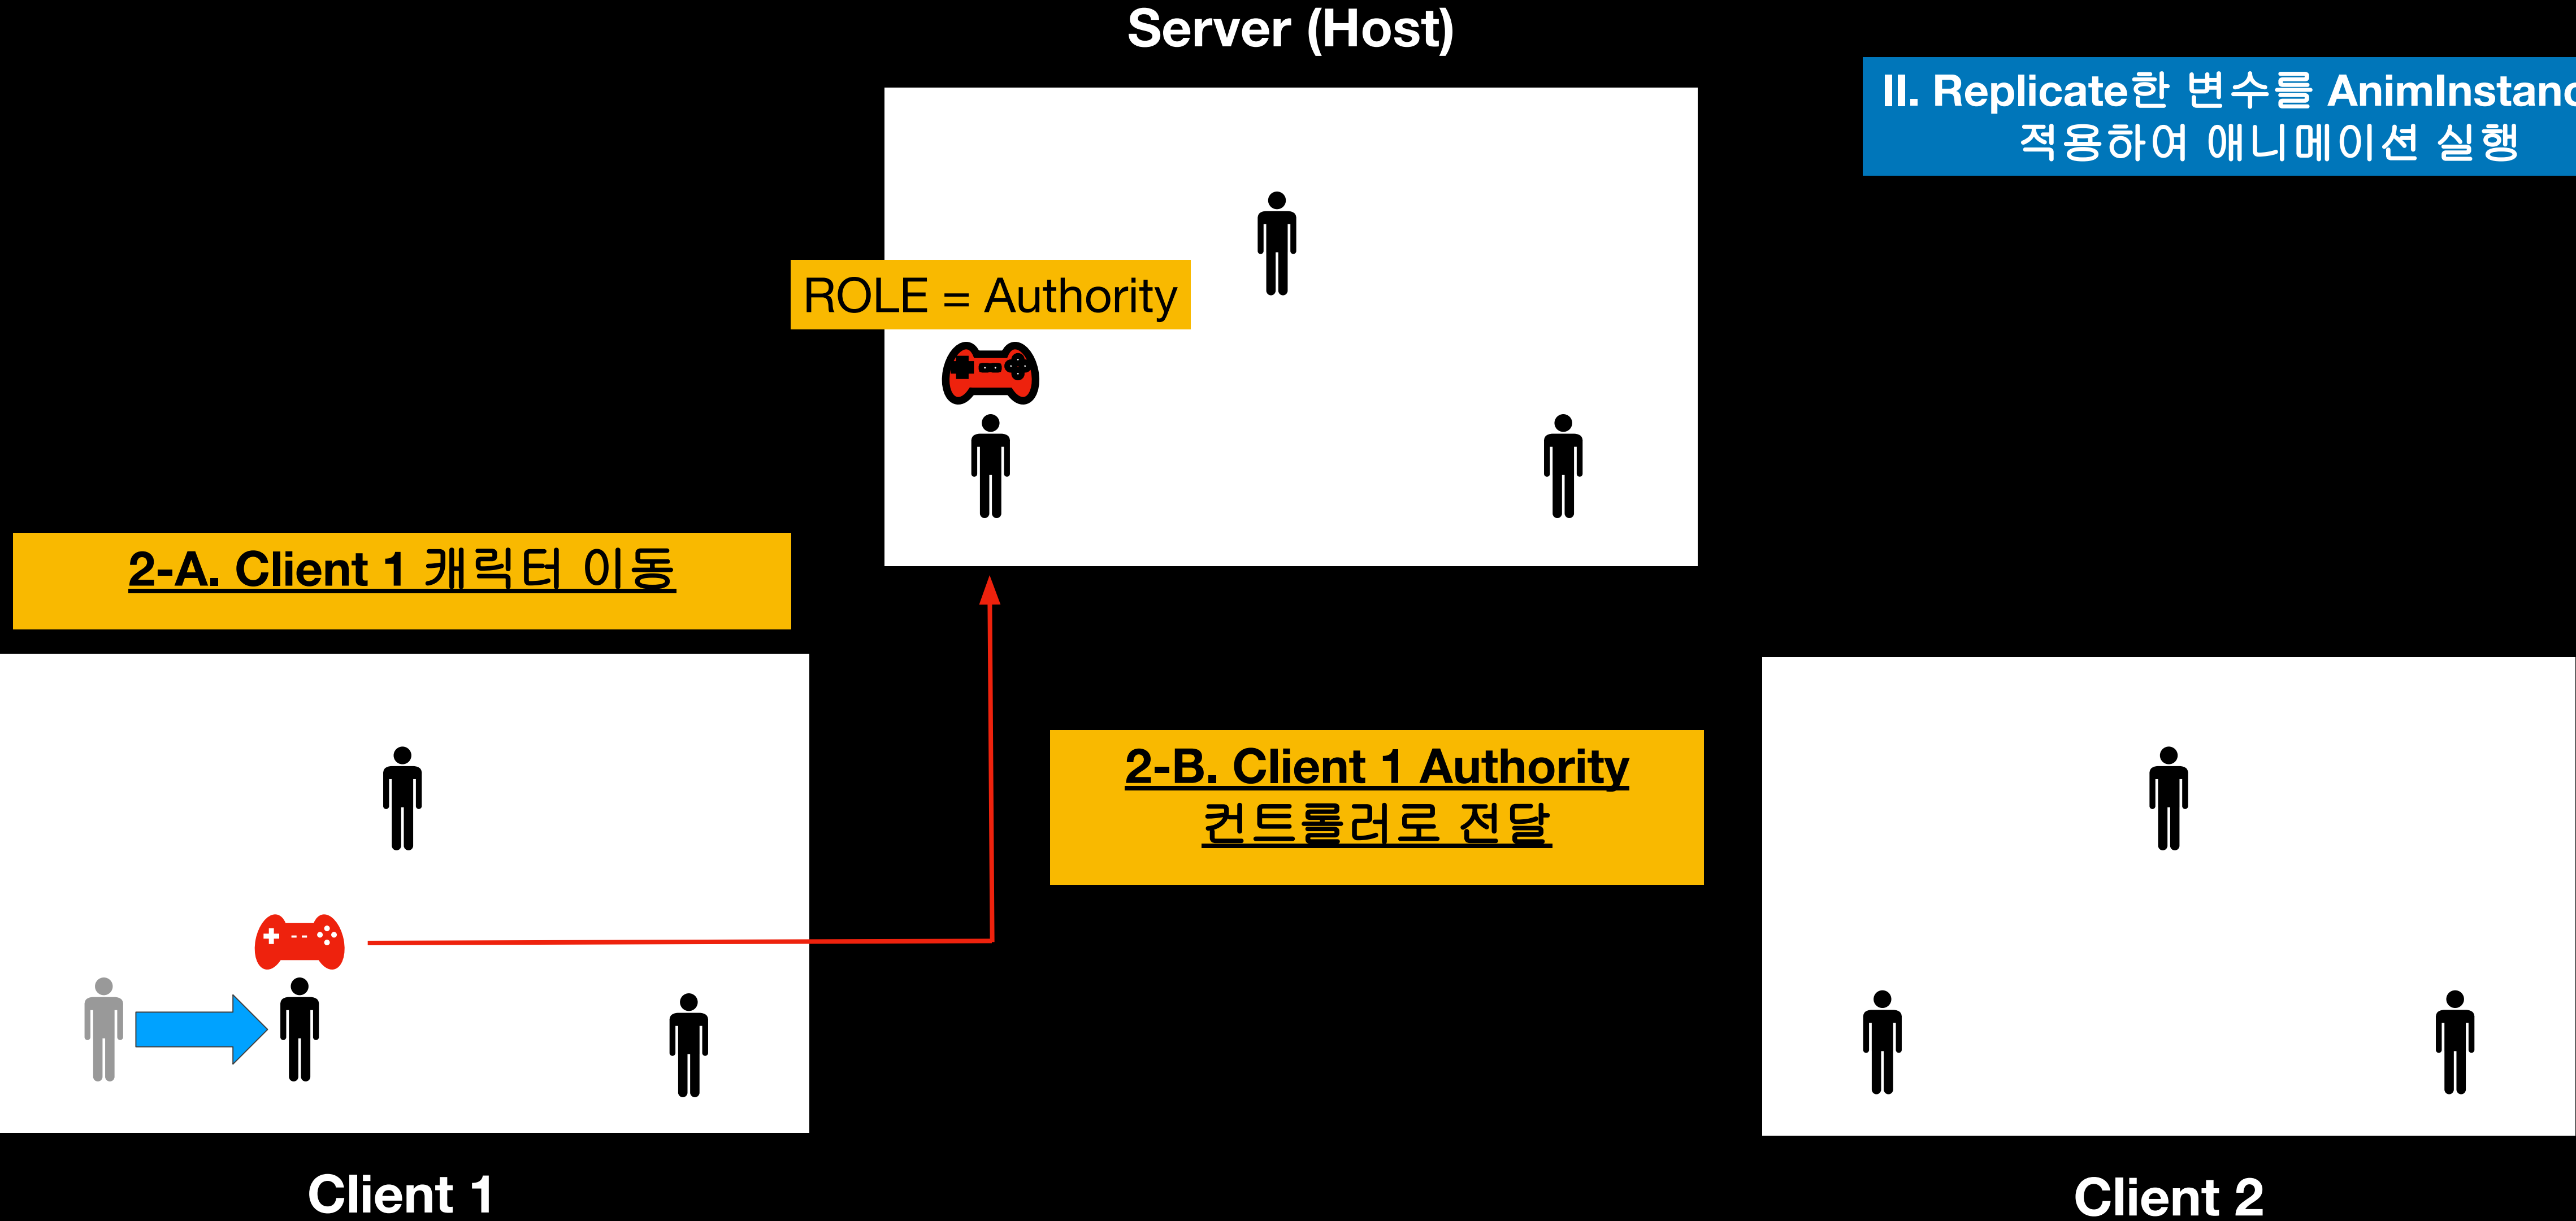 Server (Host)
II. Replicate한 변수를
적용하여 애니메이션 실행
ROLE = Authority
2-A. Client 1 캐릭터 이동
2-B. Client 1 Authority
컨트롤러로 전달
Client 1
Client 2